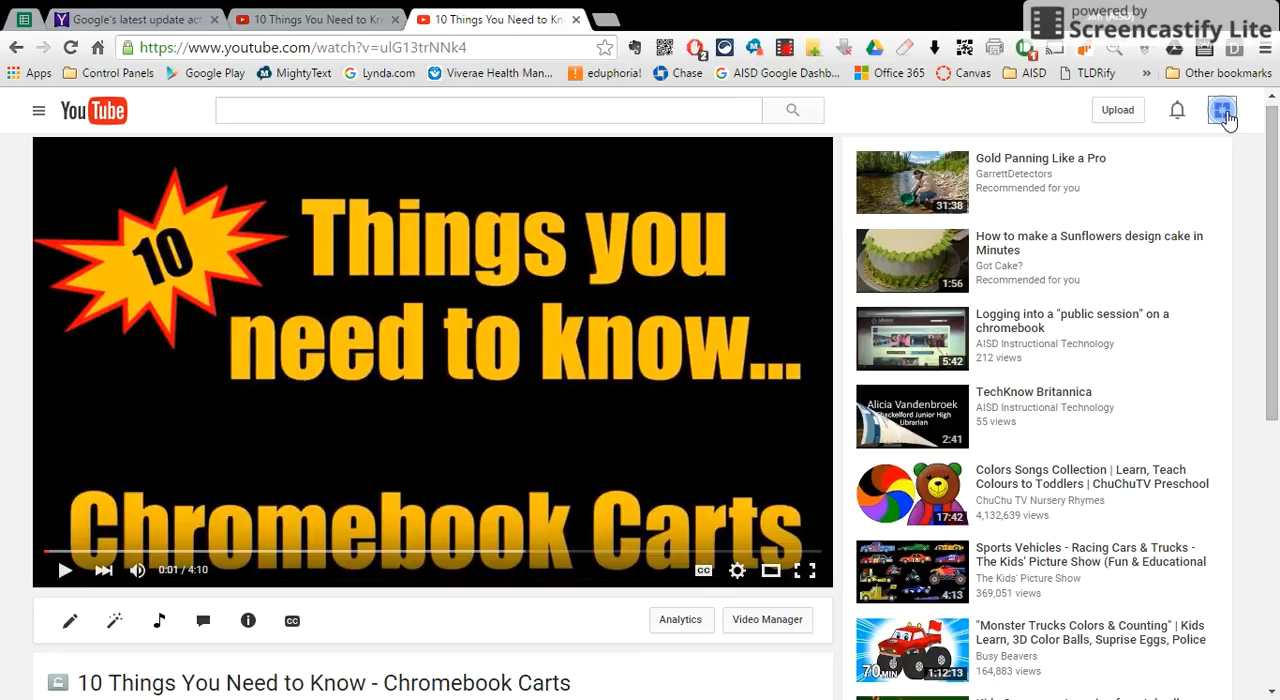 Google's latest update act
10 Things You Need to Kn
10 Things You Need to Kn
powered by
Screencastify Lite
https://www.youtube.com/watch?v=ulG13trNNk4
Apps
Control Panels
Google Play
MightyText
Lynda.com
Viverae Health Man...
eduphoria!
Chase
AISD Google Dashb...
Office 365
Canvas
AISD
TLDRify
»
Other bookmarks
YouTube
Upload
10
Things you
need to know...
Chromebook Carts
0:01 / 4:10
CC
CC
Analytics
Video Manager
10 Things You Need to Know - Chromebook Carts
31:38
Gold Panning Like a Pro
GarrettDetectors
Recommended for you
1:56
How to make a Sunflowers design cake in
Minutes
Got Cake?
Recommended for you
5:42
Logging into a "public session" on a
chromebook
AISD Instructional Technology
212 views
Alicia Vandenbroek
Shackelford Junior High
Librarian
2:41
TechKnow Britannica
AISD Instructional Technology
55 views
17:42
Colors Songs Collection | Learn, Teach
Colours to Toddlers | ChuChuTV Preschool
ChuChu TV Nursery Rhymes
4,132,639 views
4:13
Sports Vehicles - Racing Cars & Trucks -
The Kids' Picture Show (Fun & Educational
The Kids' Picture Show
369,051 views
70 MIN
1:12:13
"Monster Trucks Colors & Counting" | Kids
Learn, 3D Color Balls, Suprise Eggs, Police
Busy Beavers
164,883 views